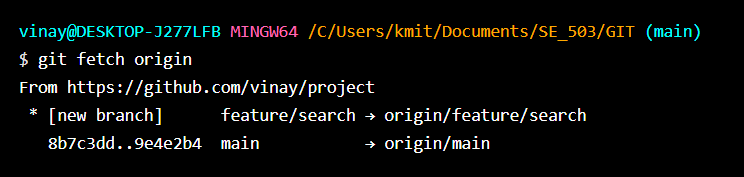 vinay@DESKTOP-J277LFB MINGW64 /C/Users/kmit/Documents/SE_503/GIT (main)
$ git fetch origin
From https://github.com/vinay/project
 * [new branch]      feature/search → origin/feature/search
   8b7c3dd..9e4e2b4  main           → origin/main